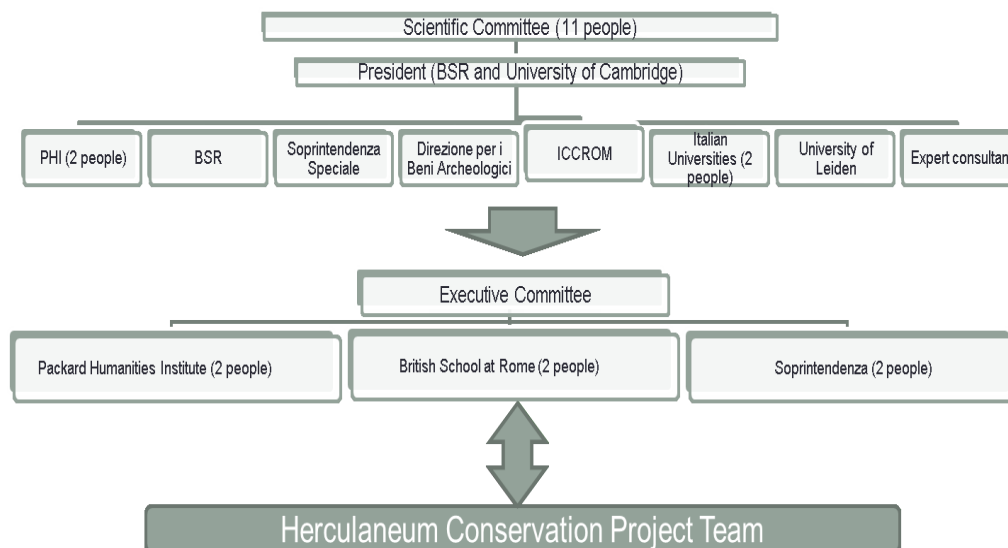 Scientific Committee (11 people)
President (BSR and University of Cambridge)
PHI (2 people)
BSR
Soprintendenza
Speciale
Direzione per i
Beni Archeologici
ICCROM
Italian
Universities (2
people)
University of
Leiden
Expert consultan
Executive Committee
Packard Humanities Institute (2 people)
British School at Rome (2 people)
Soprintendenza (2 people)
Herculaneum Conservation Project Team